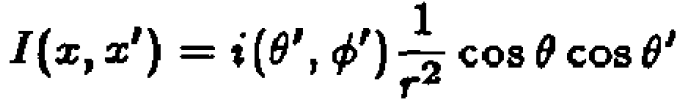 I(x, x′) = i(θ′, ϕ′) 1/r² cos θ cos θ′